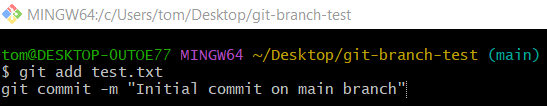 MINGW64:/c/Users/tom/Desktop/git-branch-test
tom@DESKTOP-OUTOE77 MINGW64 ~/Desktop/git-branch-test (main)
$ git add test.txt
git commit -m "Initial commit on main branch"